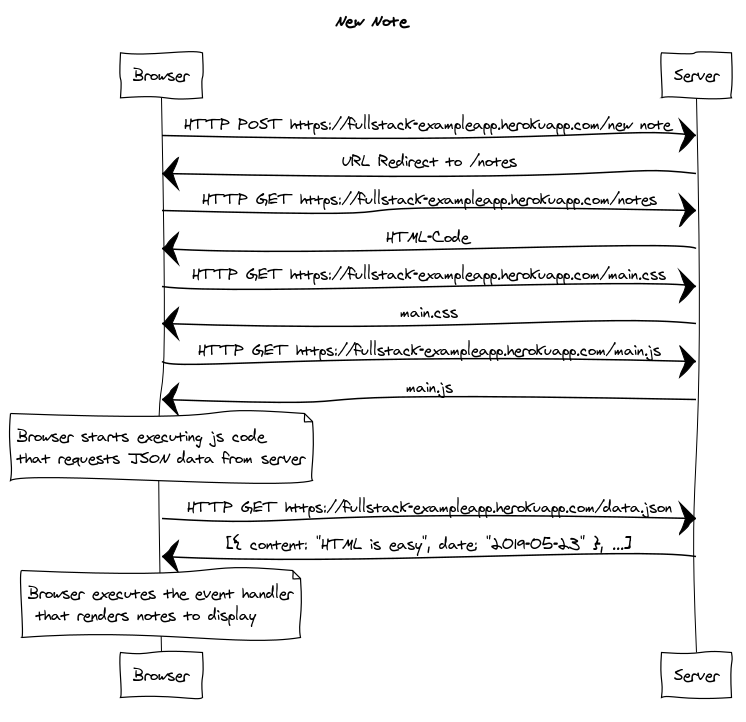 New Note
Browser
Server
HTTP POST https://fullstack-exampleapp.herokuapp.com/new note
URL Redirect to /notes
HTTP GET https://fullstack-exampleapp.herokuapp.com/notes
HTML-Code
HTTP GET https://fullstack-exampleapp.herokuapp.com/main.css
main.css
HTTP GET https://fullstack-exampleapp.herokuapp.com/main.js
main.js
Browser starts executing js code
that requests JSON data from server
HTTP GET https://fullstack-exampleapp.herokuapp.com/data.json
[{ content: "HTML is easy", date: "2019-05-23" }, ...]
Browser executes the event handler
that renders notes to display
Browser
Server